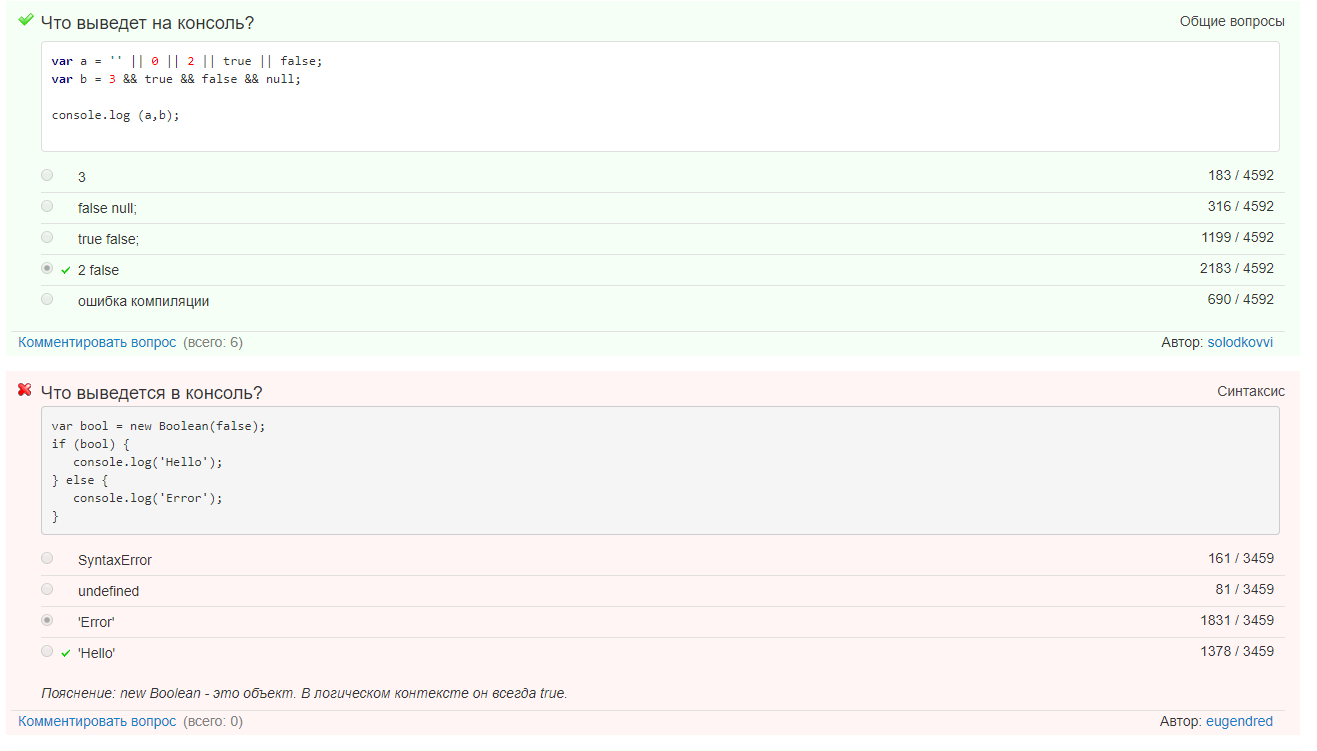 Что выведет на консоль?
Общие вопросы
var a = '' || 0 || 2 || true || false;
var b = 3 && true && false && null;
console.log (a,b);
3
183 / 4592
false null;
316 / 4592
true false;
1199 / 4592
2 false
2183 / 4592
ошибка компиляции
690 / 4592
Комментировать вопрос (всего: 6)
Автор: solodkovvi
Что выведется в консоль?
Синтаксис
var bool = new Boolean(false);
if (bool) {
   console.log('Hello');
} else {
   console.log('Error');
}
SyntaxError
161 / 3459
undefined
81 / 3459
'Error'
1831 / 3459
'Hello'
1378 / 3459
Пояснение: new Boolean - это объект. В логическом контексте он всегда true.
Комментировать вопрос (всего: 0)
Автор: eugendred